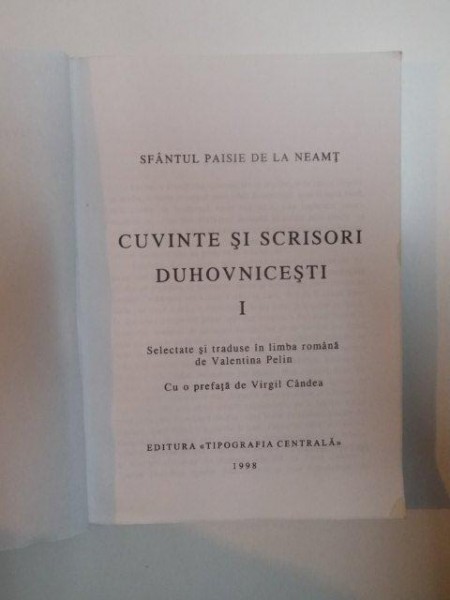 SFÂNTUL PAISIE DE LA NEAMȚ
CUVINTE ȘI SCRISORI
DUHOVNICEȘTI
I
Selectate și traduse în limba română
de Valentina Pelin
Cu o prefață de Virgil Cândea
EDITURA «TIPOGRAFIA CENTRALĂ»
1998